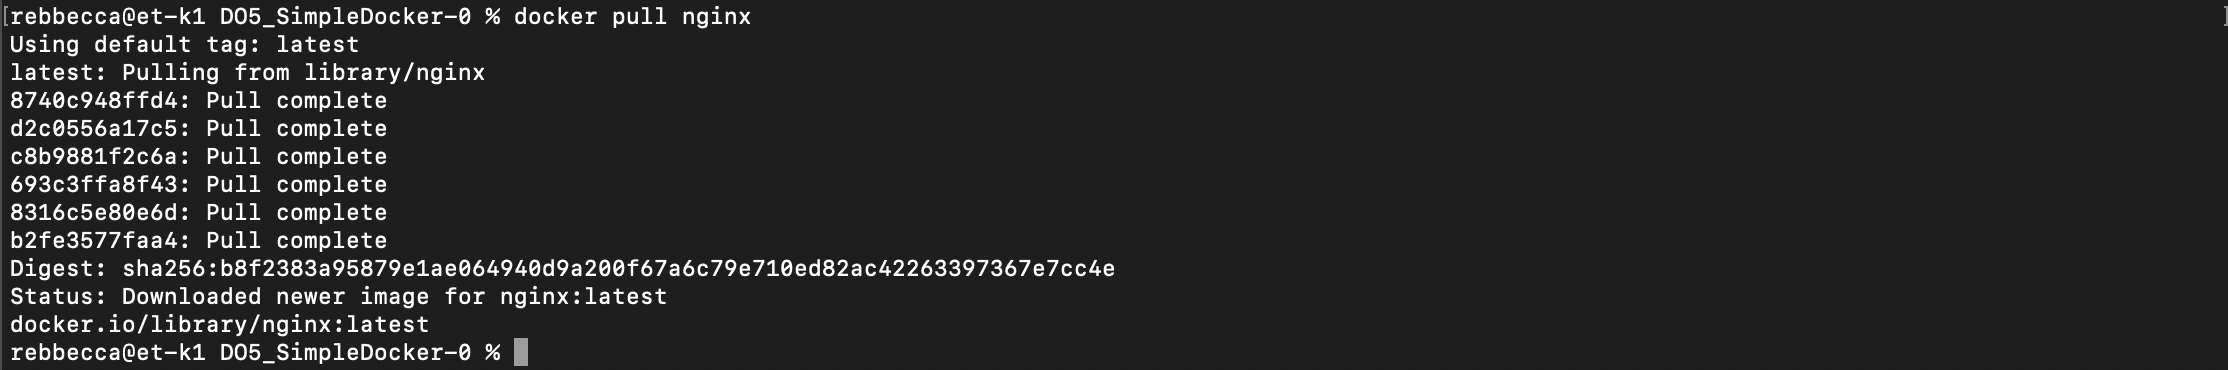 [rebbecca@et-k1 DO5_SimpleDocker-0 % docker pull nginx ]
Using default tag: latest
latest: Pulling from library/nginx
8740c948ffd4: Pull complete
d2c0556a17c5: Pull complete
c8b9881f2c6a: Pull complete
693c3ffa8f43: Pull complete
8316c5e80e6d: Pull complete
b2fe3577faa4: Pull complete
Digest: sha256:b8f2383a95879e1ae064940d9a200f67a6c79e710ed82ac42263397367e7cc4e
Status: Downloaded newer image for nginx:latest
docker.io/library/nginx:latest
rebbecca@et-k1 DO5_SimpleDocker-0 %